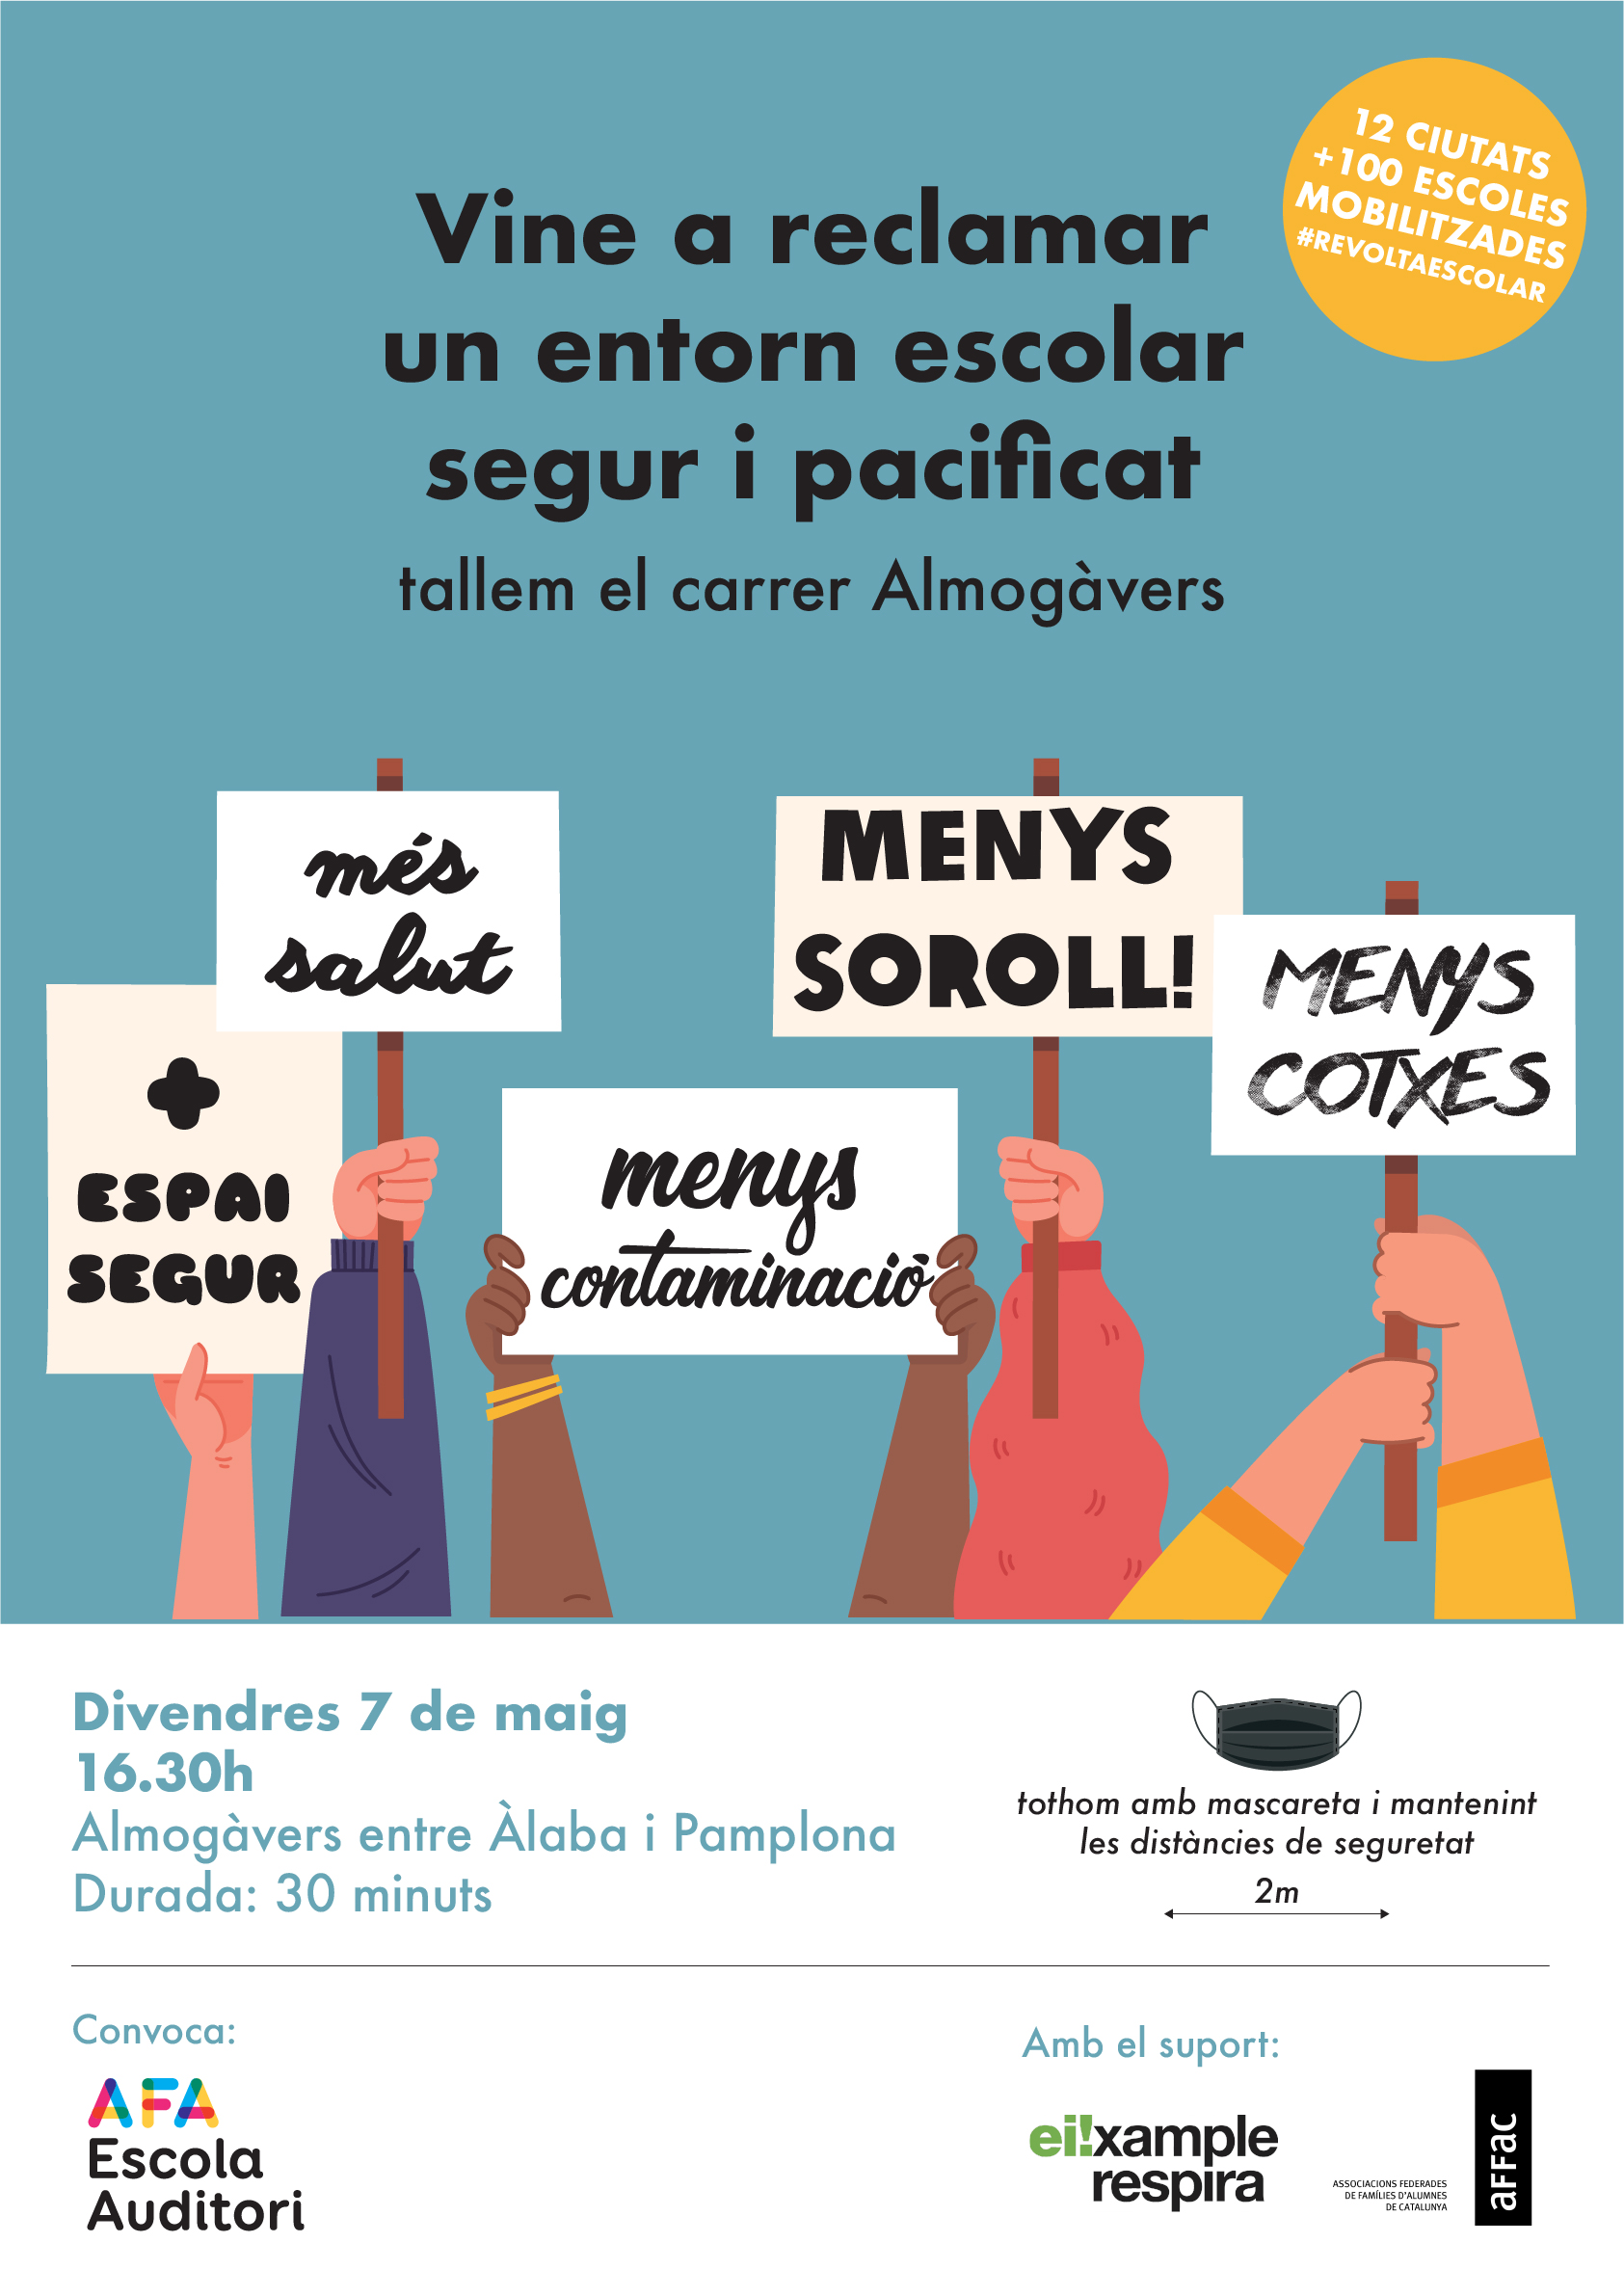 12 CIUTATS
+100 ESCOLES
MOBILITZADES
#REVOLTAESCOLAR
Vine a reclamar
un entorn escolar
segur i pacificat
tallem el carrer Almogàvers
més
salut
MENYS
SOROLL!
MENYS
COTXES
+
ESPAI
SEGUR
menys
contaminaciò
Divendres 7 de maig
16.30h
Almogàvers entre Àlaba i Pamplona
Durada: 30 minuts
tothom amb mascareta i mantenint
les distàncies de seguretat
2m
Convoca:
AFA
Escola
Auditori
Amb el suport:
ei!xample
respira
ASSOCIACIONS FEDERADES
DE FAMÍLIES D'ALUMNES
DE CATALUNYA
aFFac